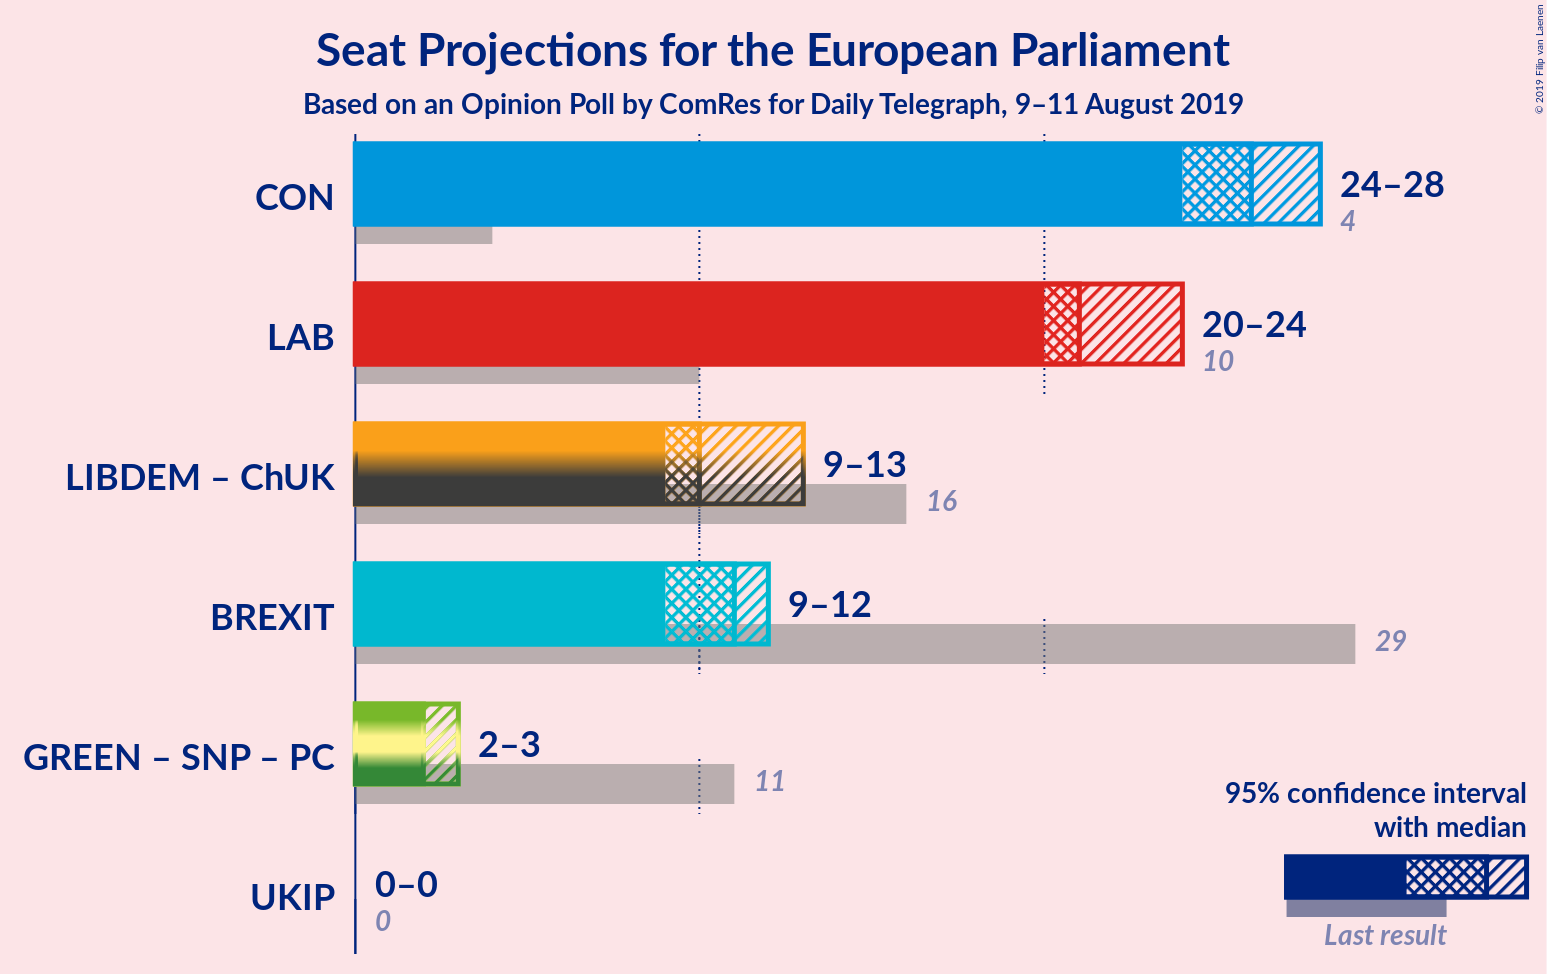 Seat Projections for the European Parliament
Based on an Opinion Poll by ComRes for Daily Telegraph, 9–11 August 2019
© 2019 Filip van Laenen
CON
24–28
4
LAB
20–24
10
LIBDEM – ChUK
9–13
16
BREXIT
9–12
29
GREEN – SNP – PC
2–3
11
UKIP
0–0
0
95% confidence interval
with median
Last result